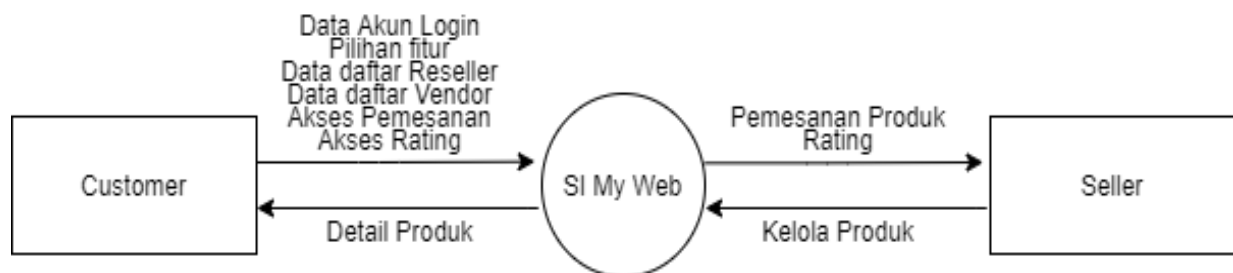 Data Akun Login
Pilihan fitur
Data daftar Reseller
Data daftar Vendor
Akses Pemesanan
Akses Rating
Customer
Detail Produk
SI My Web
Pemesanan Produk
Rating
Kelola Produk
Seller